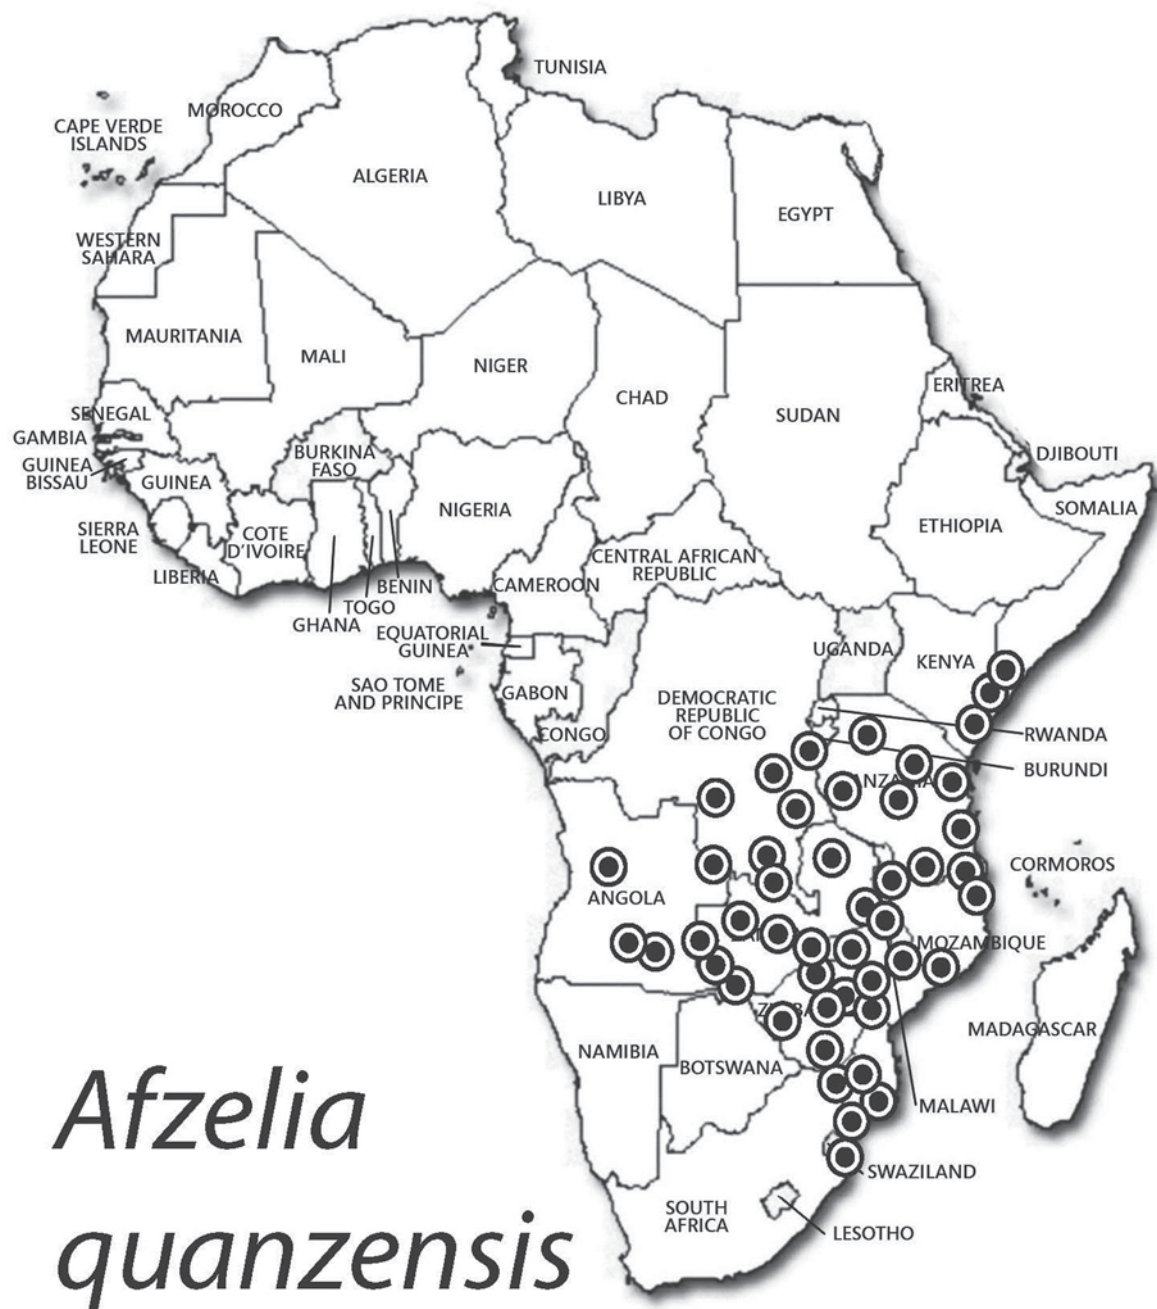 TUNISIA
MOROCCO
CAPE VERDE
ISLANDS
ALGERIA
LIBYA
EGYPT
WESTERN
SAHARA
MAURITANIA
MALI
NIGER
CHAD
SUDAN
ERITREA
SENEGAL
GAMBIA
GUINEA
BISSAU
GUINEA
BURKINA
FASO
DJIBOUTI
SOMALIA
NIGERIA
ETHIOPIA
SIERRA
LEONE
COTE
D'IVOIRE
LIBERIA
BENIN
TOGO
GHANA
CAMEROON
CENTRAL AFRICAN
REPUBLIC
EQUATORIAL
GUINEA
UGANDA
KENYA
SAO TOME
AND PRINCIPE
GABON
CONGO
DEMOCRATIC
REPUBLIC
OF CONGO
RWANDA
BURUNDI
CORMOROS
ANGOLA
MOZAMBIQUE
MADAGASCAR
NAMIBIA
BOTSWANA
MALAWI
SWAZILAND
SOUTH
AFRICA
LESOTHO
Afzelia
quanzensis